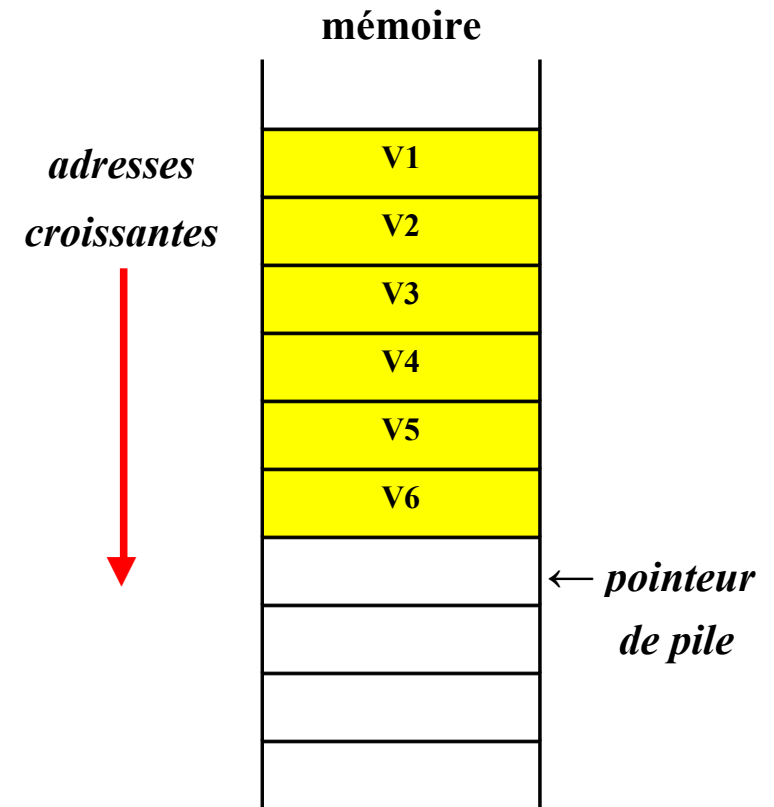 mémoire
adresses
croissantes
V1
V2
V3
V4
V5
V6
← pointeur
de pile